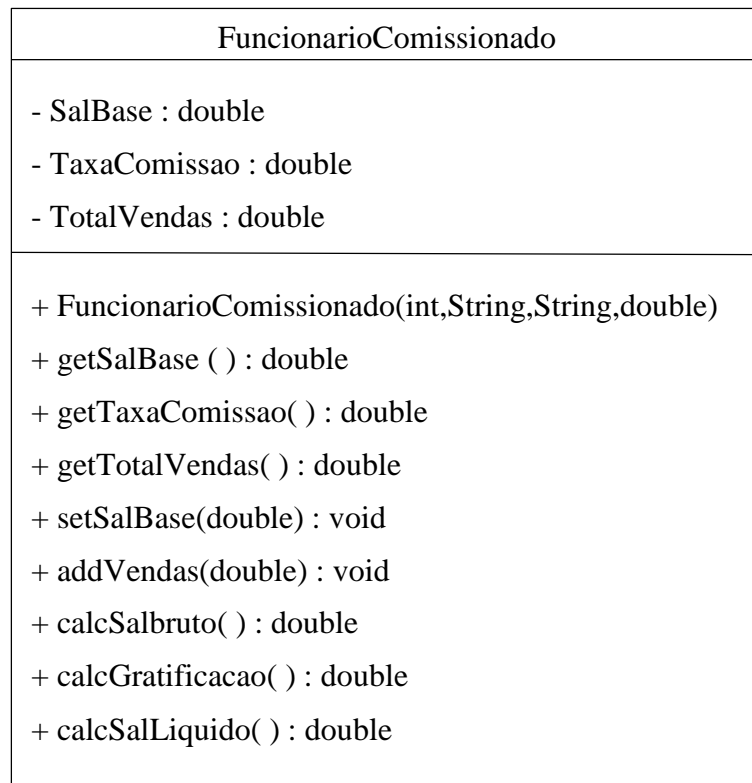 FuncionarioComissionado
- SalBase : double
- TaxaComissao : double
- TotalVendas : double
+ FuncionarioComissionado(int,String,String,double)
+ getSalBase ( ) : double
+ getTaxaComissao( ) : double
+ getTotalVendas( ) : double
+ setSalBase(double) : void
+ addVendas(double) : void
+ calcSalbruto( ) : double
+ calcGratificacao( ) : double
+ calcSalLiquido( ) : double